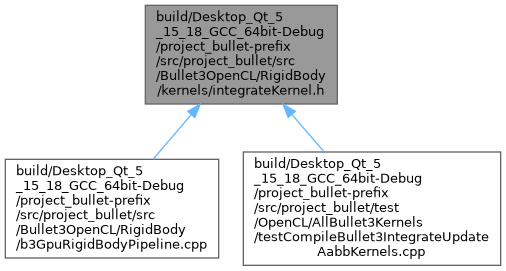 build/Desktop_Qt_5
_15_18_GCC_64bit-Debug
/project_bullet-prefix
/src/project_bullet/src
/Bullet3OpenCL/RigidBody
/kernels/integrateKernel.h
build/Desktop_Qt_5
_15_18_GCC_64bit-Debug
/project_bullet-prefix
/src/project_bullet/src
/Bullet3OpenCL/RigidBody
/b3GpuRigidBodyPipeline.cpp
build/Desktop_Qt_5
_15_18_GCC_64bit-Debug
/project_bullet-prefix
/src/project_bullet/test
/OpenCL/AllBullet3Kernels
/testCompileBullet3IntegrateUpdate
AabbKernels.cpp